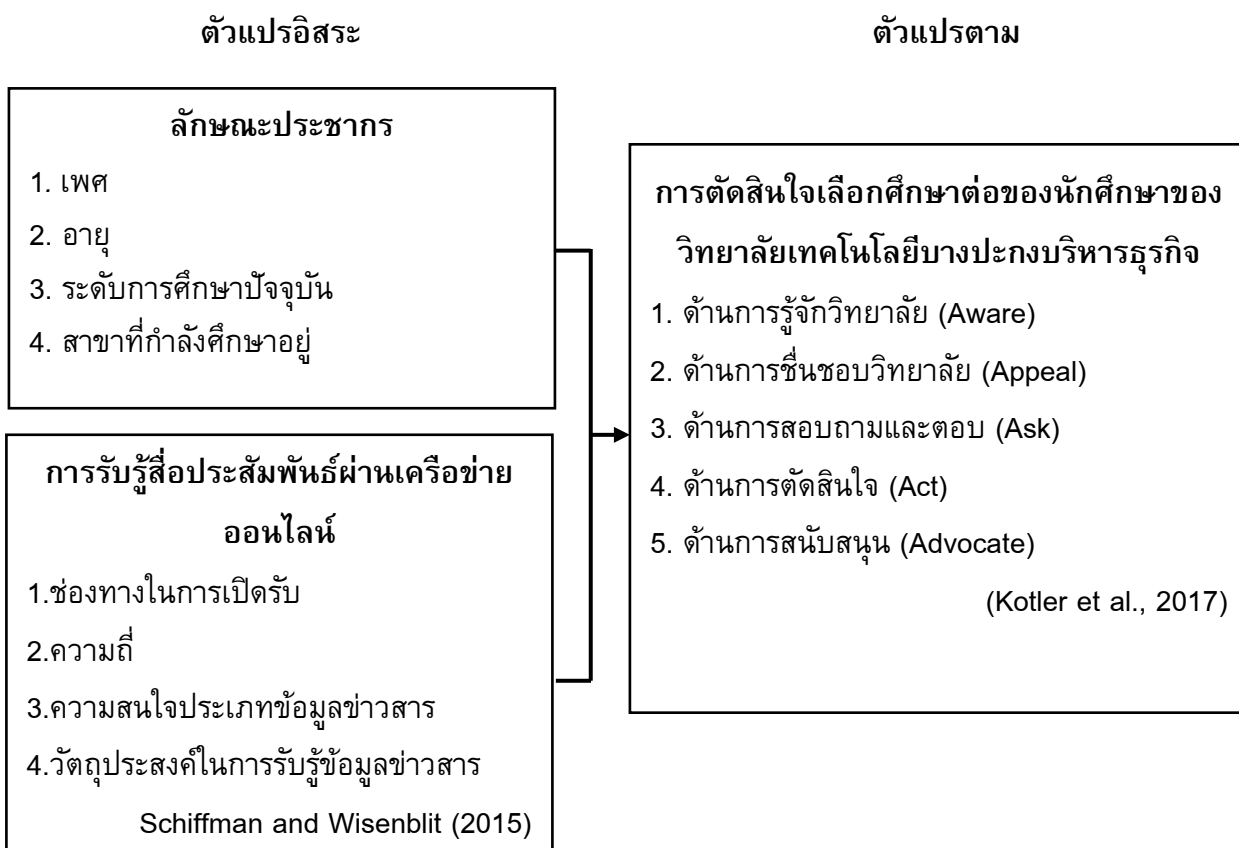 ตัวแปรอิสระ
ตัวแปรตาม
ลักษณะประชากร
1. เพศ
2. อายุ
3. ระดับการศึกษาปัจจุบัน
4. สาขาที่กำลังศึกษาอยู่
การรับรู้สื่อประสัมพันธ์ผ่านเครือข่าย
ออนไลน์
1.ช่องทางในการเปิดรับ
2.ความถี่
3.ความสนใจประเภทข้อมูลข่าวสาร
4.วัตถุประสงค์ในการรับรู้ข้อมูลข่าวสาร
Schiffman and Wisenblit (2015)
การตัดสินใจเลือกศึกษาต่อของนักศึกษาของ
วิทยาลัยเทคโนโลยีบางปะกงบริหารธุรกิจ
1. ด้านการรู้จักวิทยาลัย (Aware)
2. ด้านการชื่นชอบวิทยาลัย (Appeal)
3. ด้านการสอบถามและตอบ (Ask)
4. ด้านการตัดสินใจ (Act)
5. ด้านการสนับสนุน (Advocate)
(Kotler et al., 2017)